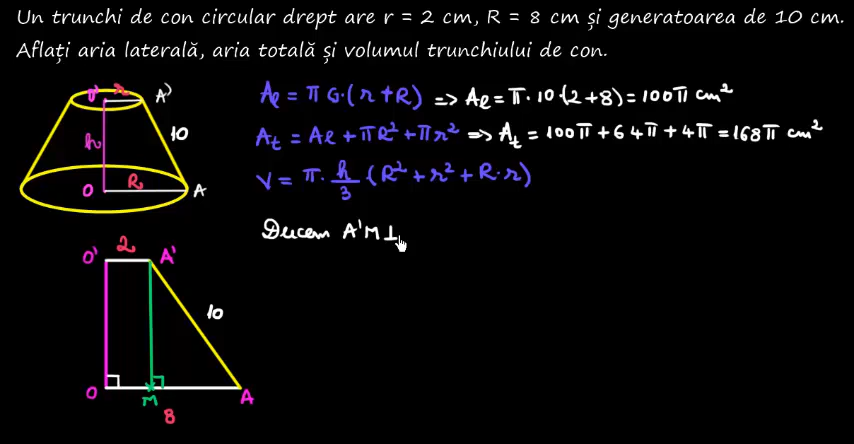 Un trunchi de con circular drept are r = 2 cm, R = 8 cm și generatoarea de 10 cm.
Aflați aria laterală, aria totală și volumul trunchiului de con.
O' r A'
h 10
O R A
Aℓ = π G·(r+R) => Aℓ = π·10(2+8) = 100π cm²
At = Aℓ+πR²+πr² => At = 100π+64π+4π = 168π cm²
V = π·h/3 (R²+r²+R·r)
Ducem A'M⊥
O' 2 A'
10
O M A
8